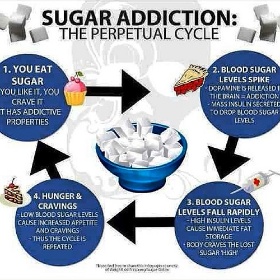 SUGAR ADDICTION:
THE PERPETUAL CYCLE
1. YOU EAT
SUGAR
YOU LIKE IT, YOU
CRAVE IT
IT HAS ADDICTIVE
PROPERTIES
2. BLOOD SUGAR
LEVELS SPIKE
- DOPAMINE IS RELEASED IN
THE BRAIN = ADDICTION
- MASS INSULIN SECRETED
TO DROP BLOOD SUGAR
LEVELS
3. BLOOD SUGAR
LEVELS FALL RAPIDLY
- HIGH INSULIN LEVELS
CAUSE IMMEDIATE FAT
STORAGE
- BODY CRAVES THE LOST
SUGAR 'HIGH'
4. HUNGER &
CRAVINGS
- LOW BLOOD SUGAR LEVELS
CAUSE INCREASED APPETITE
AND CRAVINGS
- THUS THE CYCLE IS
REPEATED